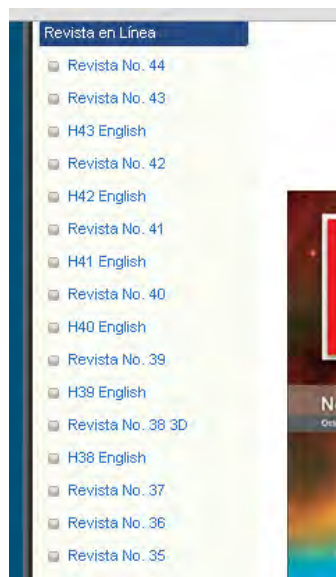 Revista en Línea
Revista No. 44
Revista No. 43
H43 English
Revista No. 42
H42 English
Revista No. 41
H41 English
Revista No. 40
H40 English
Revista No. 39
H39 English
Revista No. 38 3D
H38 English
Revista No. 37
Revista No. 36
Revista No. 35